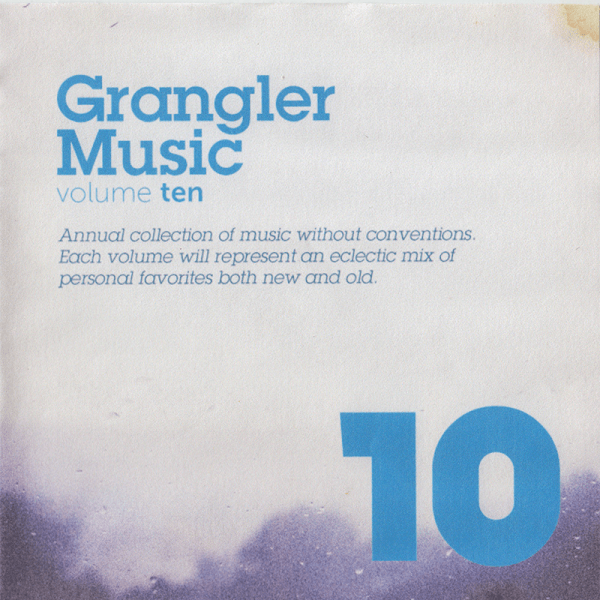 Grangler
Music
volume ten
Annual collection of music without conventions.
Each volume will represent an eclectic mix of
personal favorites both new and old.
10